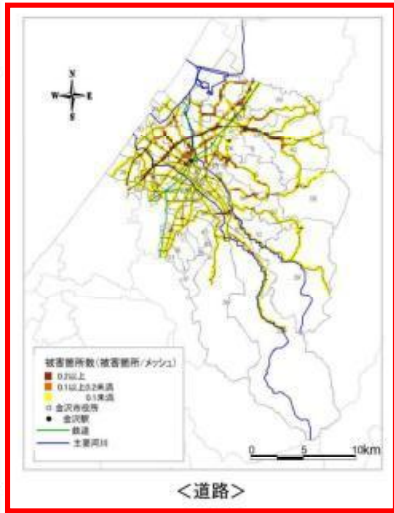 N
W E
S
被害箇所数(被害箇所/メッシュ)
0.2以上
0.1以上0.2未満
0.1未満
金沢市役所
金沢駅
鉄道
主要河川
0 5 10km
<道路>